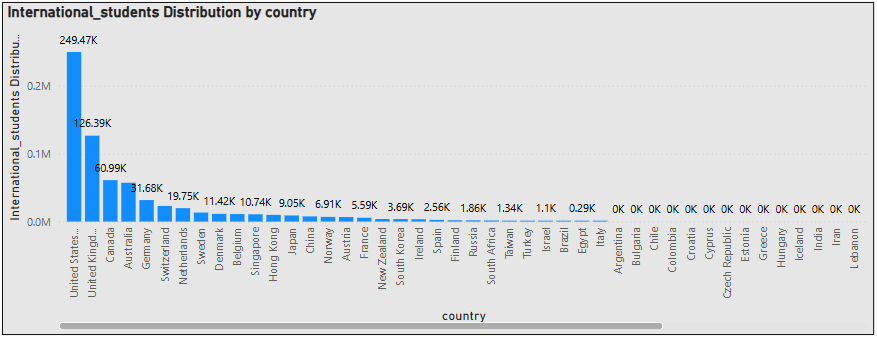 International_students Distribution by country
International_students Distribu...
0.2M
0.1M
0.0M
249.47K
126.39K
60.99K
31.68K
19.75K
11.42K
10.74K
9.05K
6.91K
5.59K
3.69K
2.56K
1.86K
1.34K
1.1K
0.29K
0K
0K
0K
0K
0K
0K
0K
0K
0K
0K
0K
0K
0K
0K
United States...
United Kingd...
Canada
Australia
Germany
Switzerland
Netherlands
Sweden
Denmark
Belgium
Singapore
Hong Kong
Japan
China
Norway
Austria
France
New Zealand
South Korea
Ireland
Spain
Finland
Russia
South Africa
Taiwan
Turkey
Israel
Brazil
Egypt
Italy
Argentina
Bulgaria
Chile
Colombia
Croatia
Cyprus
Czech Republic
Estonia
Greece
Hungary
Iceland
India
Iran
Lebanon
country